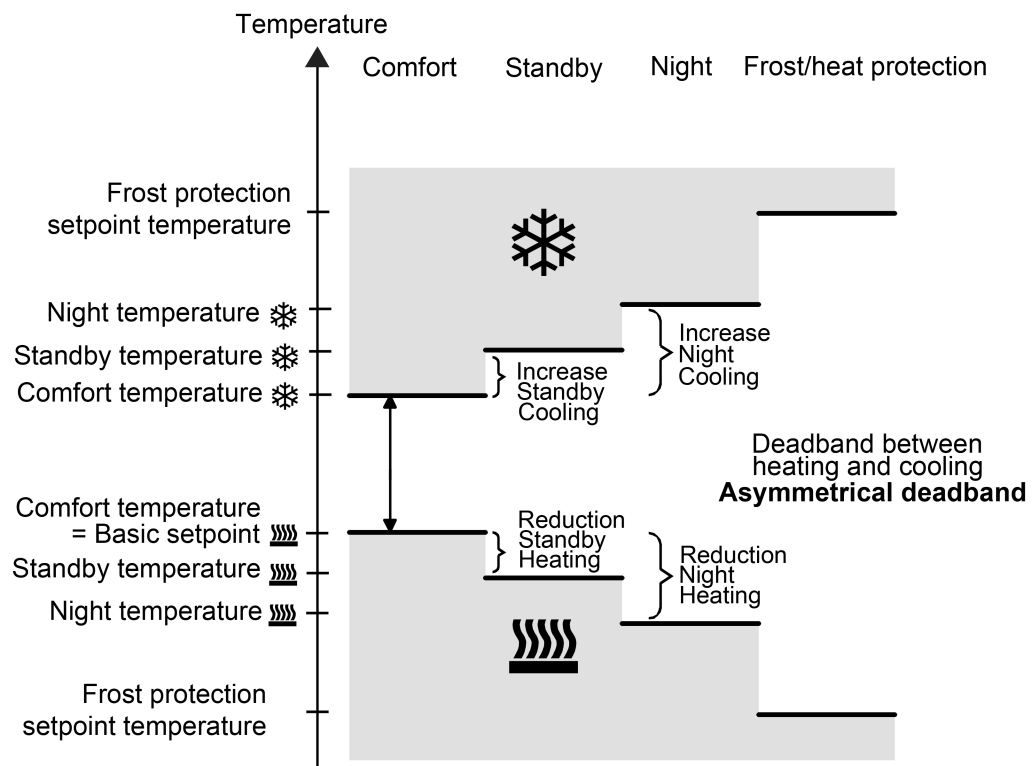 Temperature
Comfort
Standby
Night
Frost/heat protection
Frost protection
setpoint temperature
Night temperature
Standby temperature
Comfort temperature
Increase
Standby
Cooling
Increase
Night
Cooling
Deadband between
heating and cooling
Asymmetrical deadband
Comfort temperature
= Basic setpoint
Standby temperature
Night temperature
Reduction
Standby
Heating
Reduction
Night
Heating
Frost protection
setpoint temperature